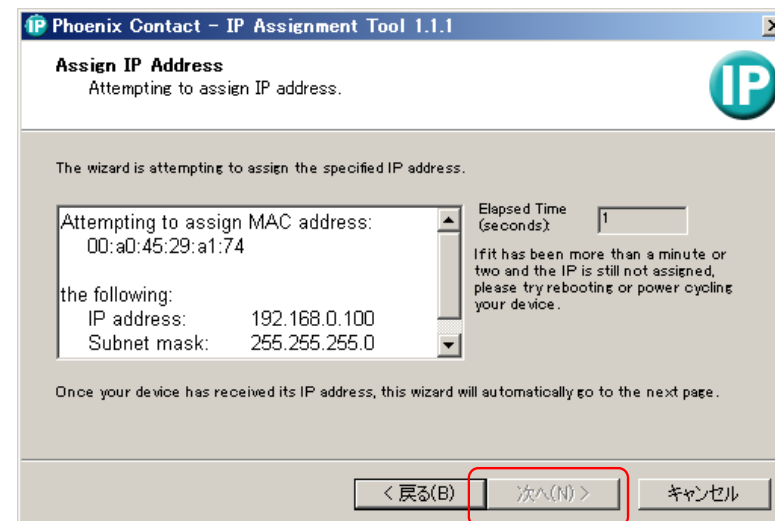 Phoenix Contact - IP Assignment Tool 1.1.1
Assign IP Address
Attempting to assign IP address.
IP
The wizard is attempting to assign the specified IP address.
Attempting to assign MAC address:
00:a0:45:29:a1:74
the following:
IP address: 192.168.0.100
Subnet mask: 255.255.255.0
Elapsed Time
(seconds):
1
If it has been more than a minute or
two and the IP is still not assigned,
please try rebooting or power cycling
your device.
Once your device has received its IP address, this wizard will automatically go to the next page.
< 戻る(B)
次へ(N) >
キャンセル